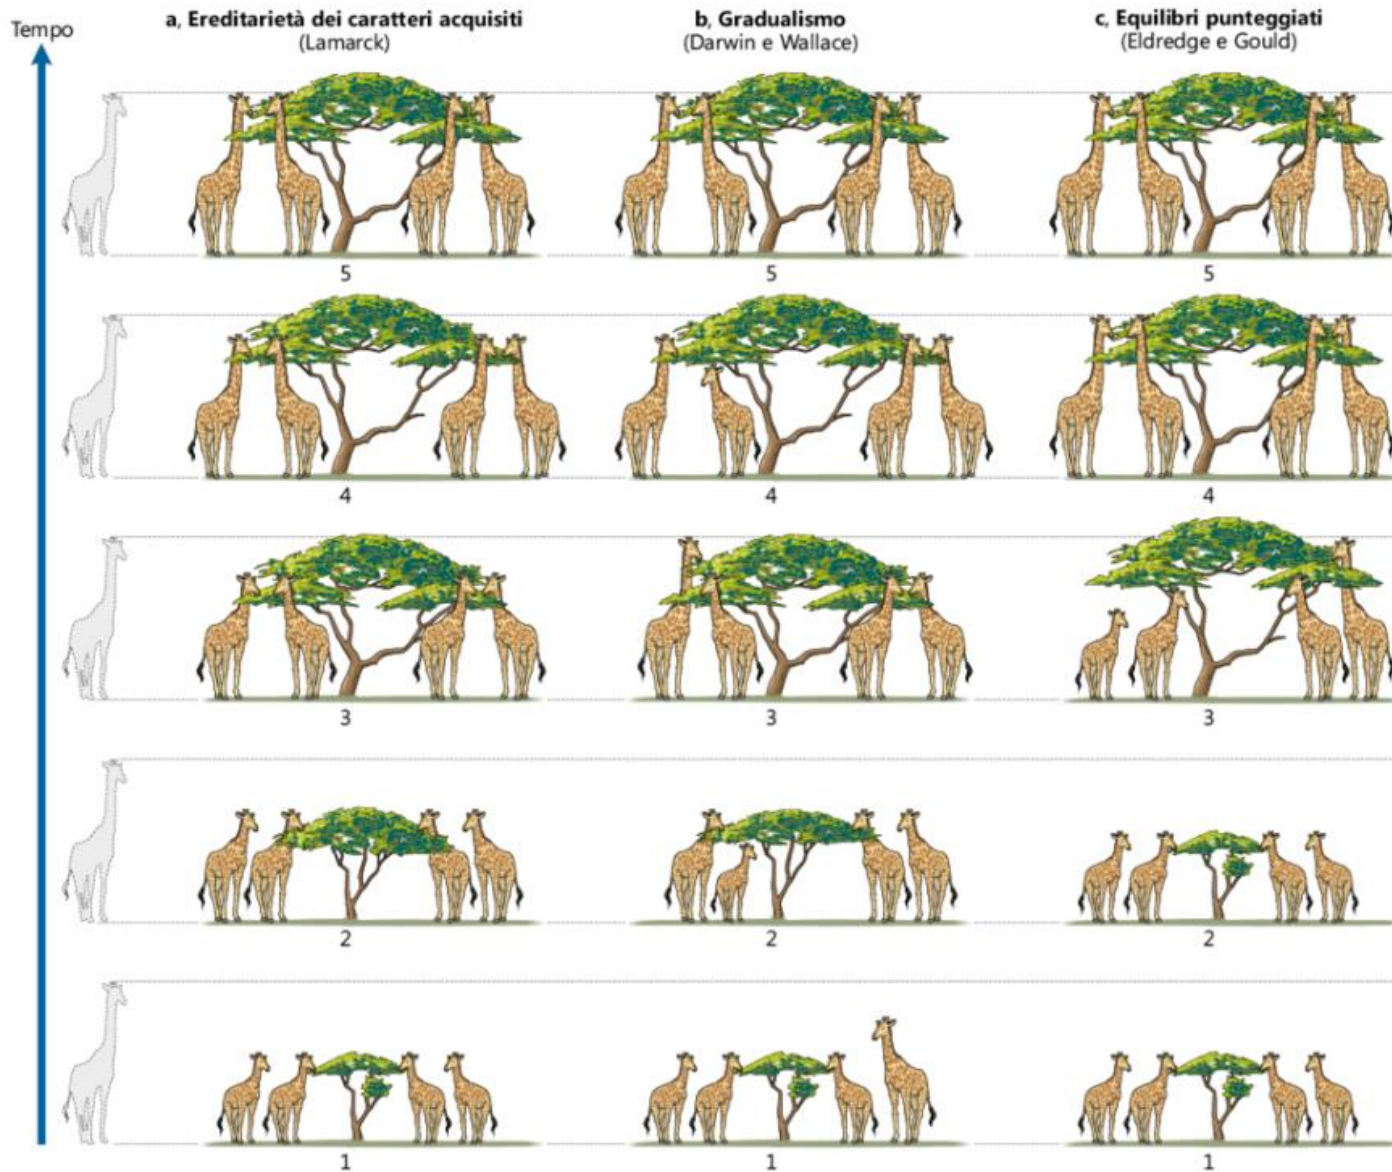 Tempo
a, Ereditarietà dei caratteri acquisiti
(Lamarck)
b, Gradualismo
(Darwin e Wallace)
c, Equilibri punteggiati
(Eldredge e Gould)
5
5
5
4
4
4
3
3
3
2
2
2
1
1
1